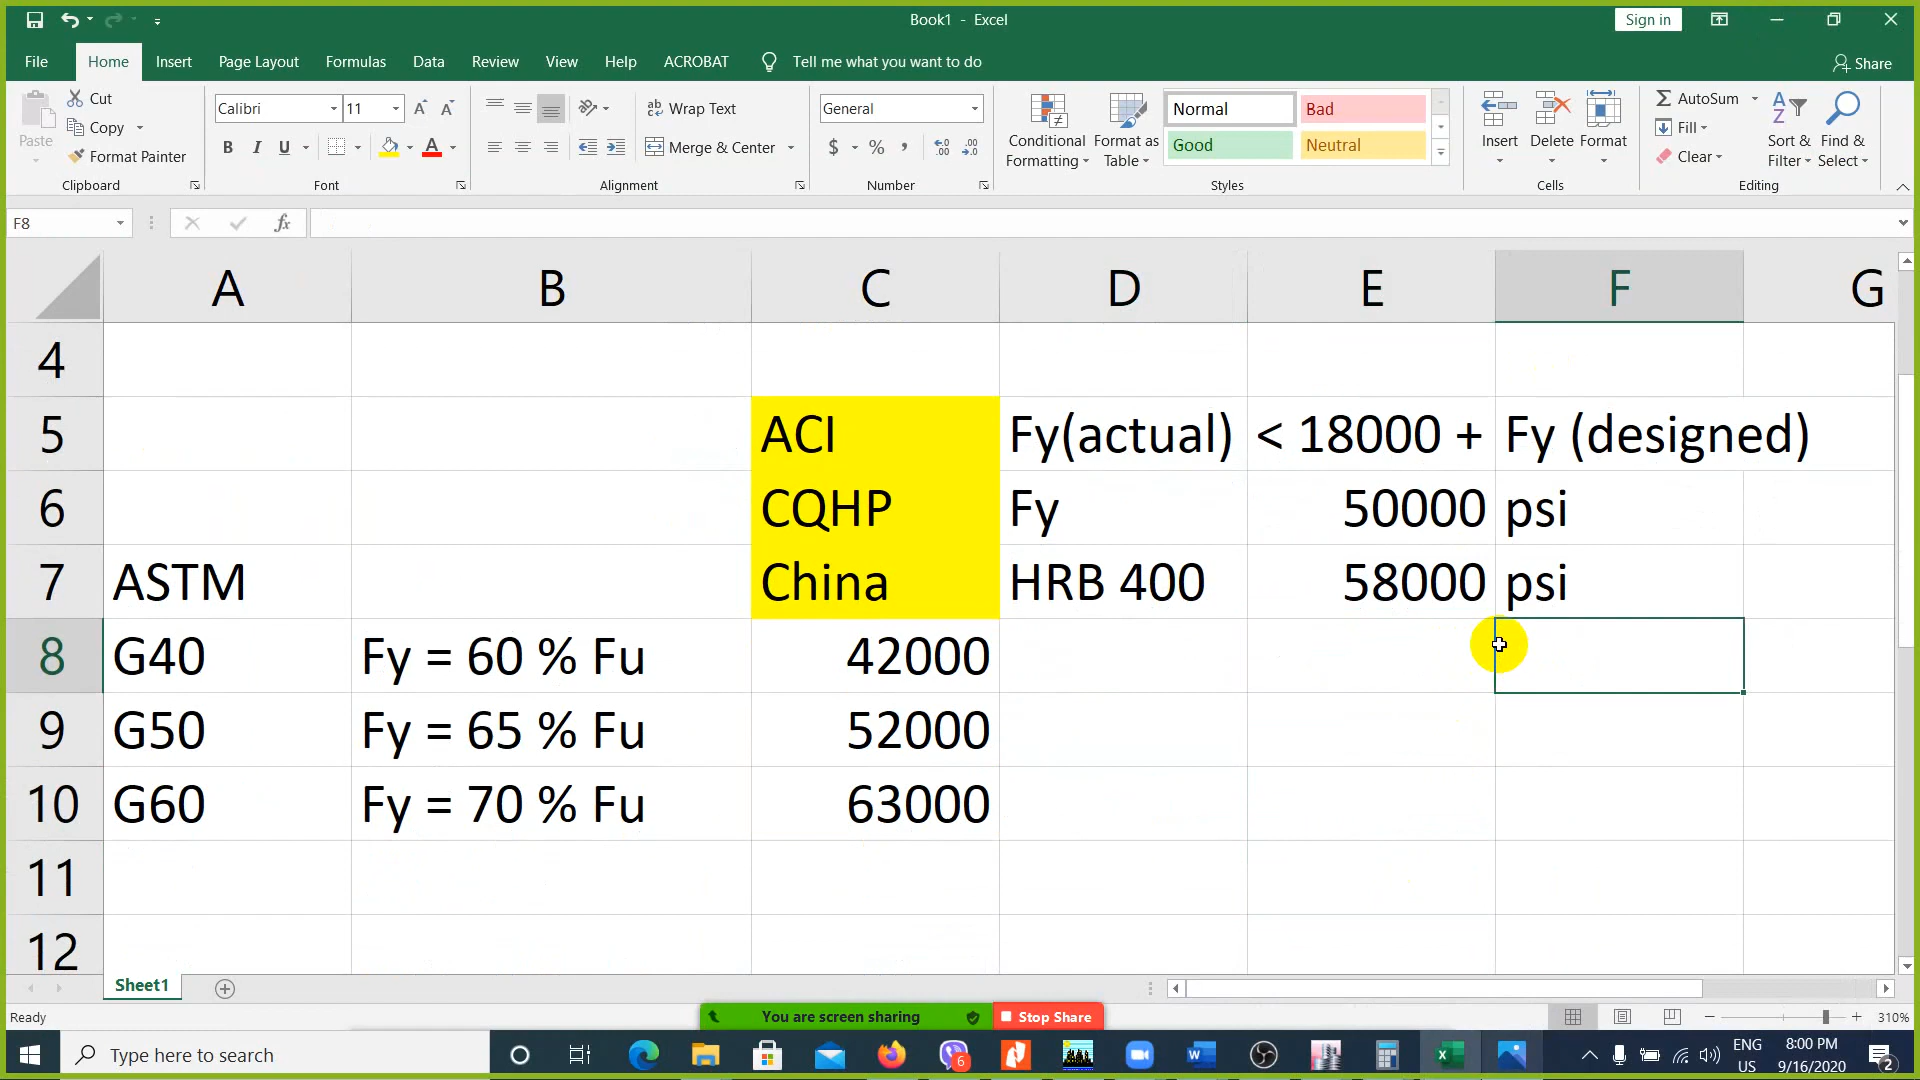 Book1 - Excel
Sign in
File Home Insert Page Layout Formulas Data Review View Help ACROBAT Tell me what you want to do Share
Paste
Cut
Copy
Format Painter
Clipboard
Calibri 11
B I U A
Font
Wrap Text
Merge & Center
Alignment
General
$ % , .00
Number
Conditional Formatting
Format as Table
Normal Bad
Good Neutral
Styles
Insert Delete Format
Cells
AutoSum
Fill
Clear
Sort & Filter
Find & Select
Editing
F8 fx
A B C D E F G
4
5 ACI Fy(actual) < 18000 + Fy (designed)
6 CQHP Fy 50000 psi
7 ASTM China HRB 400 58000 psi
8 G40 Fy = 60 % Fu 42000
9 G50 Fy = 65 % Fu 52000
10 G60 Fy = 70 % Fu 63000
11
12
Sheet1
Ready
You are screen sharing Stop Share
310%
Type here to search
6
ENG
US
8:00 PM
9/16/2020
2